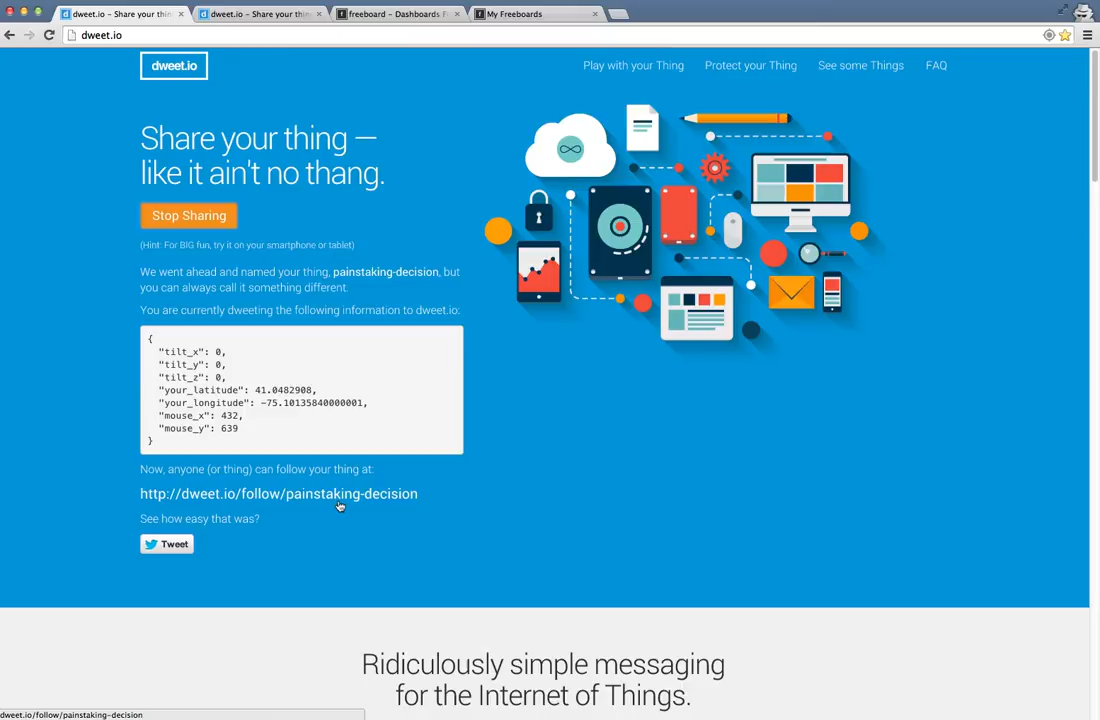 dweet.io - Share your thin
dweet.io - Share your thin
freeboard - Dashboards F
My Freeboards
dweet.io
dweet.io
Play with your Thing
Protect your Thing
See some Things
FAQ
Share your thing —
like it ain't no thang.
Stop Sharing
(Hint: For BIG fun, try it on your smartphone or tablet)
We went ahead and named your thing, painstaking-decision, but
you can always call it something different.
You are currently dweeting the following information to dweet.io:
{
"tilt_x": 0,
"tilt_y": 0,
"tilt_z": 0,
"your_latitude": 41.0482908,
"your_longitude": -75.10135840000001,
"mouse_x": 432,
"mouse_y": 639
}
Now, anyone (or thing) can follow your thing at:
http://dweet.io/follow/painstaking-decision
See how easy that was?
Tweet
Ridiculously simple messaging
for the Internet of Things.
dweet.io/follow/painstaking-decision